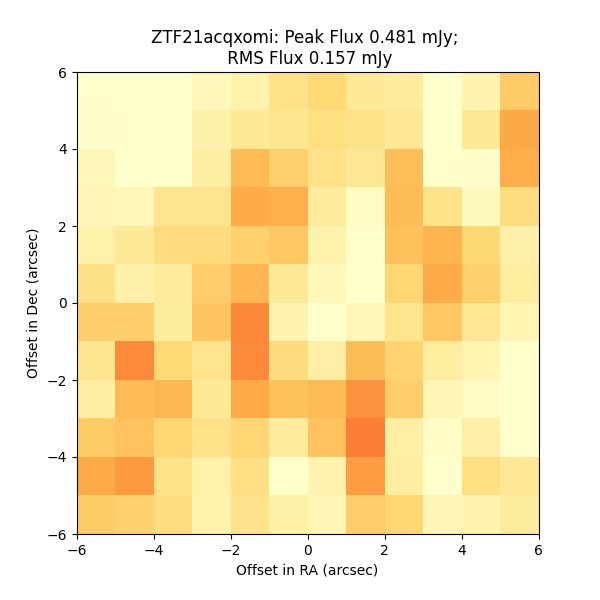 ZTF21acqxomi: Peak Flux 0.481 mJy;
RMS Flux 0.157 mJy
6
4
2
0
−2
−4
−6
Offset in Dec (arcsec)
−6 −4 −2 0 2 4 6
Offset in RA (arcsec)